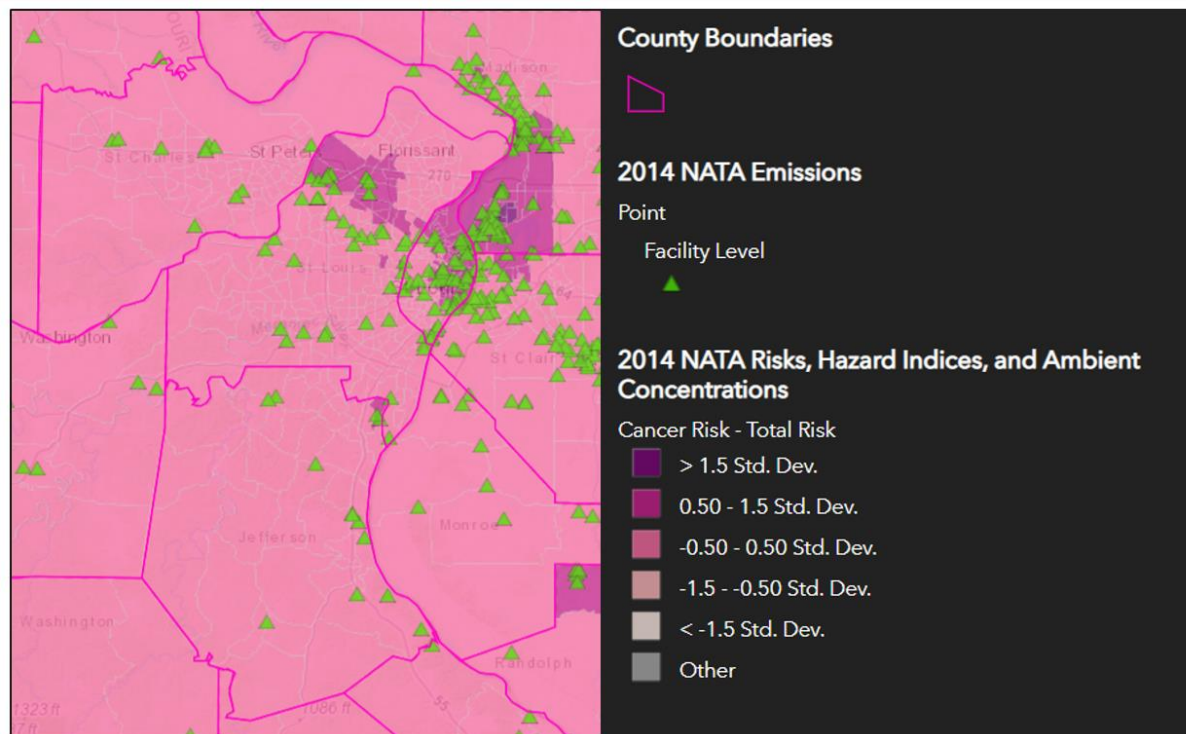 OURI
River
Madison
St Charles
St Peter
Florissant
270
St Louis
64
Washington
St Clair
Jefferson
Monroe
Washington
Randolph
1323 ft
1086 ft
55
County Boundaries
2014 NATA Emissions
Point
Facility Level
2014 NATA Risks, Hazard Indices, and Ambient
Concentrations
Cancer Risk - Total Risk
> 1.5 Std. Dev.
0.50 - 1.5 Std. Dev.
-0.50 - 0.50 Std. Dev.
-1.5 - -0.50 Std. Dev.
< -1.5 Std. Dev.
Other